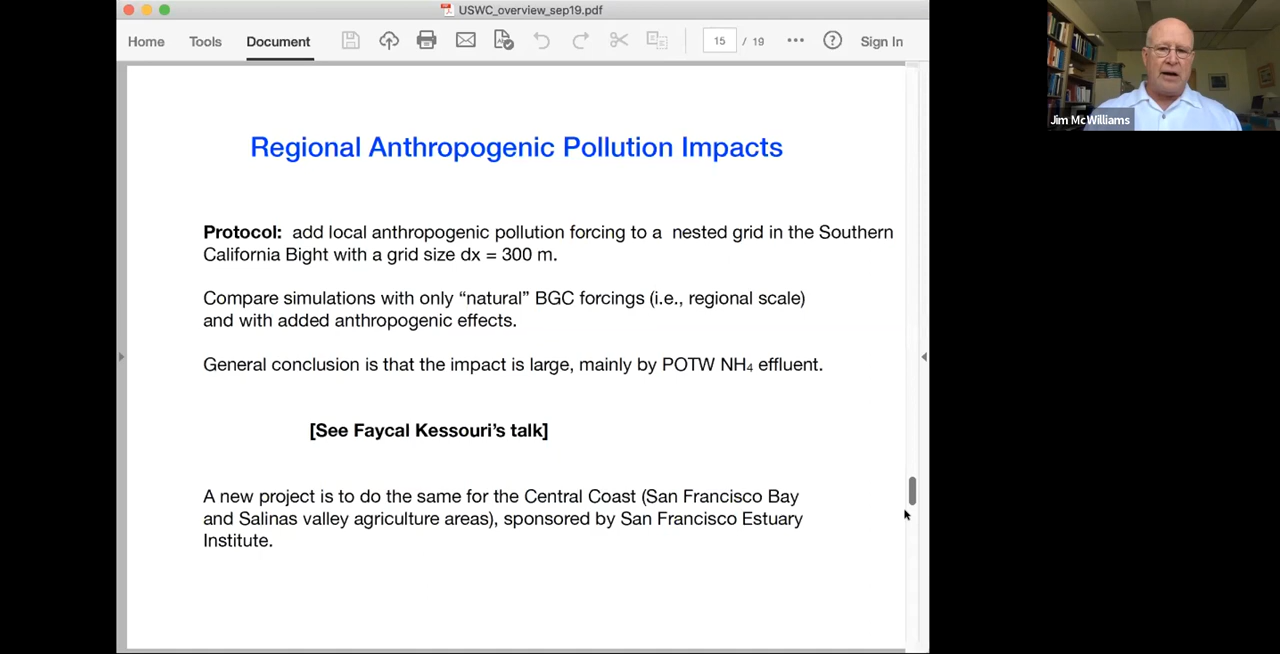 USWC_overview_sep19.pdf
Home Tools Document 15 / 19 Sign In
Jim McWilliams
Regional Anthropogenic Pollution Impacts
Protocol: add local anthropogenic pollution forcing to a nested grid in the Southern
California Bight with a grid size dx = 300 m.
Compare simulations with only “natural” BGC forcings (i.e., regional scale)
and with added anthropogenic effects.
General conclusion is that the impact is large, mainly by POTW NH₄ effluent.
[See Faycal Kessouri’s talk]
A new project is to do the same for the Central Coast (San Francisco Bay
and Salinas valley agriculture areas), sponsored by San Francisco Estuary
Institute.